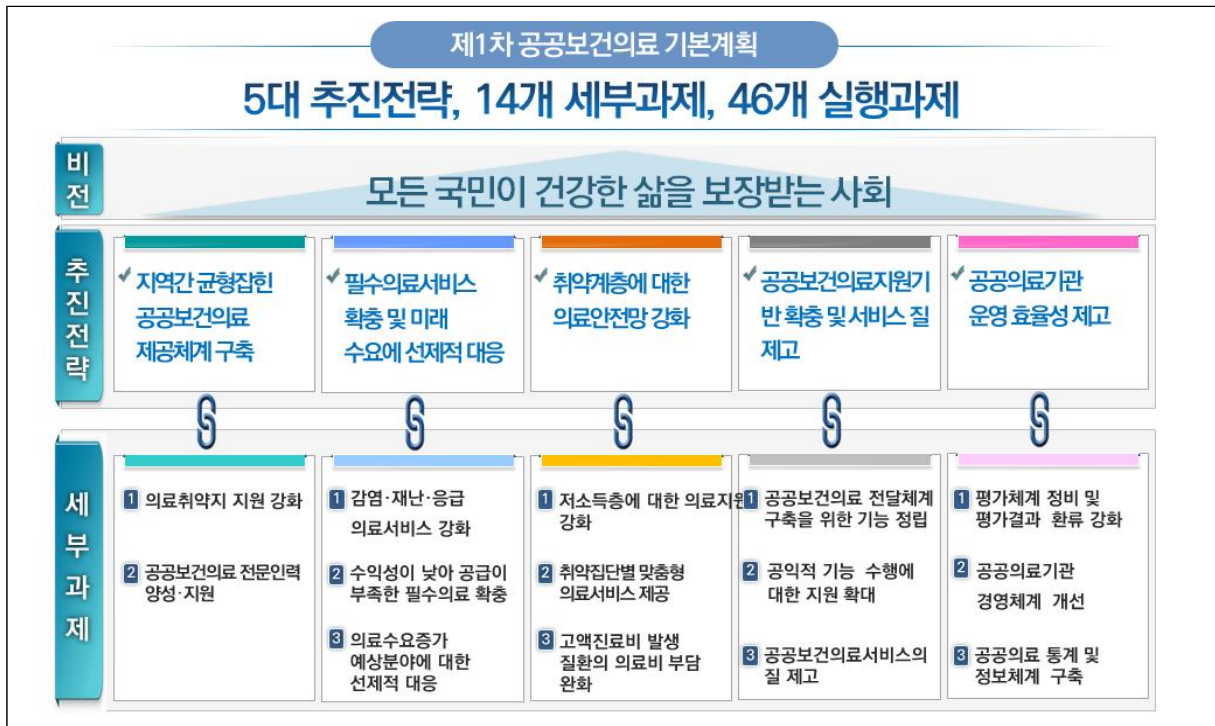 제1차 공공보건의료 기본계획
5대 추진전략, 14개 세부과제, 46개 실행과제
비전
모든 국민이 건강한 삶을 보장받는 사회
추진전략
지역간 균형잡힌
공공보건의료
제공체계 구축
필수의료서비스
확충 및 미래
수요에 선제적 대응
취약계층에 대한
의료안전망 강화
공공보건의료지원기
반 확충 및 서비스 질
제고
공공의료기관
운영 효율성 제고
세부과제
1 의료취약지 지원 강화
2 공공보건의료 전문인력
양성·지원
1 감염·재난·응급
의료서비스 강화
2 수익성이 낮아 공급이
부족한 필수의료 확충
3 의료수요증가
예상분야에 대한
선제적 대응
1 저소득층에 대한 의료지원
강화
2 취약집단별 맞춤형
의료서비스 제공
3 고액진료비 발생
질환의 의료비 부담
완화
1 공공보건의료 전달체계
구축을 위한 기능 정립
2 공익적 기능 수행에
대한 지원 확대
3 공공보건의료서비스의
질 제고
1 평가체계 정비 및
평가결과 환류 강화
2 공공의료기관
경영체계 개선
3 공공의료 통계 및
정보체계 구축